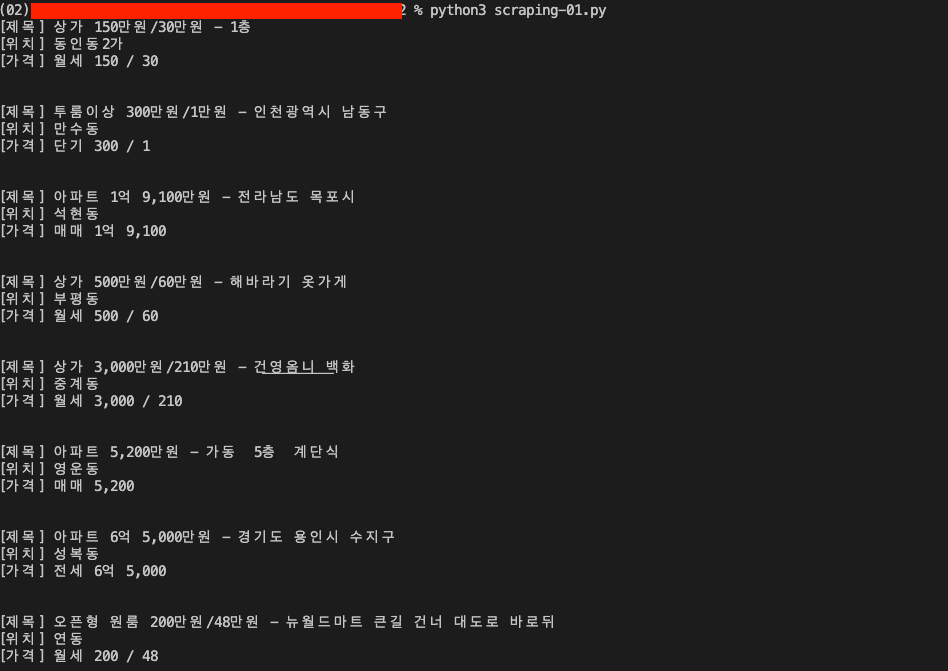 (02) 2 % python3 scraping-01.py
[제목] 상가 150만원/30만원 - 1층
[위치] 동인동2가
[가격] 월세 150 / 30
[제목] 투룸이상 300만원/1만원 - 인천광역시 남동구
[위치] 만수동
[가격] 단기 300 / 1
[제목] 아파트 1억 9,100만원 - 전라남도 목포시
[위치] 석현동
[가격] 매매 1억 9,100
[제목] 상가 500만원/60만원 - 해바라기 옷가게
[위치] 부평동
[가격] 월세 500 / 60
[제목] 상가 3,000만원/210만원 - 건영옴니 백화
[위치] 중계동
[가격] 월세 3,000 / 210
[제목] 아파트 5,200만원 - 가동  5층  계단식
[위치] 영운동
[가격] 매매 5,200
[제목] 아파트 6억 5,000만원 - 경기도 용인시 수지구
[위치] 성복동
[가격] 전세 6억 5,000
[제목] 오픈형 원룸 200만원/48만원 - 뉴월드마트 큰길 건너 대도로 바로뒤
[위치] 연동
[가격] 월세 200 / 48